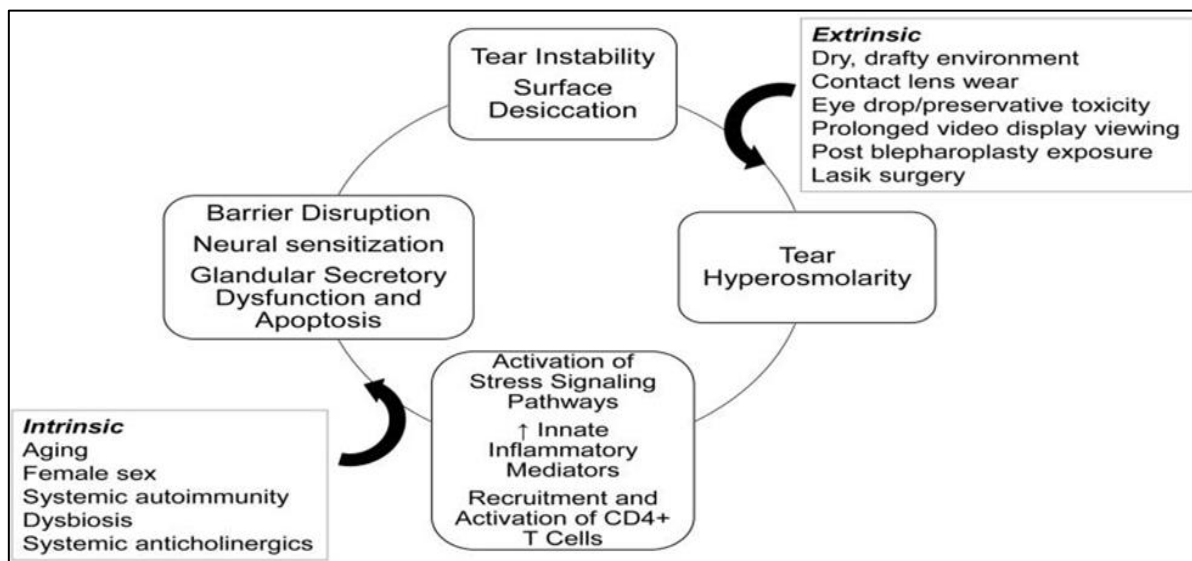 Tear Instability
Surface
Desiccation
Extrinsic
Dry, drafty environment
Contact lens wear
Eye drop/preservative toxicity
Prolonged video display viewing
Post blepharoplasty exposure
Lasik surgery
Tear
Hyperosmolarity
Activation of
Stress Signaling
Pathways
↑ Innate
Inflammatory
Mediators
Recruitment and
Activation of CD4+
T Cells
Barrier Disruption
Neural sensitization
Glandular Secretory
Dysfunction and
Apoptosis
Intrinsic
Aging
Female sex
Systemic autoimmunity
Dysbiosis
Systemic anticholinergics